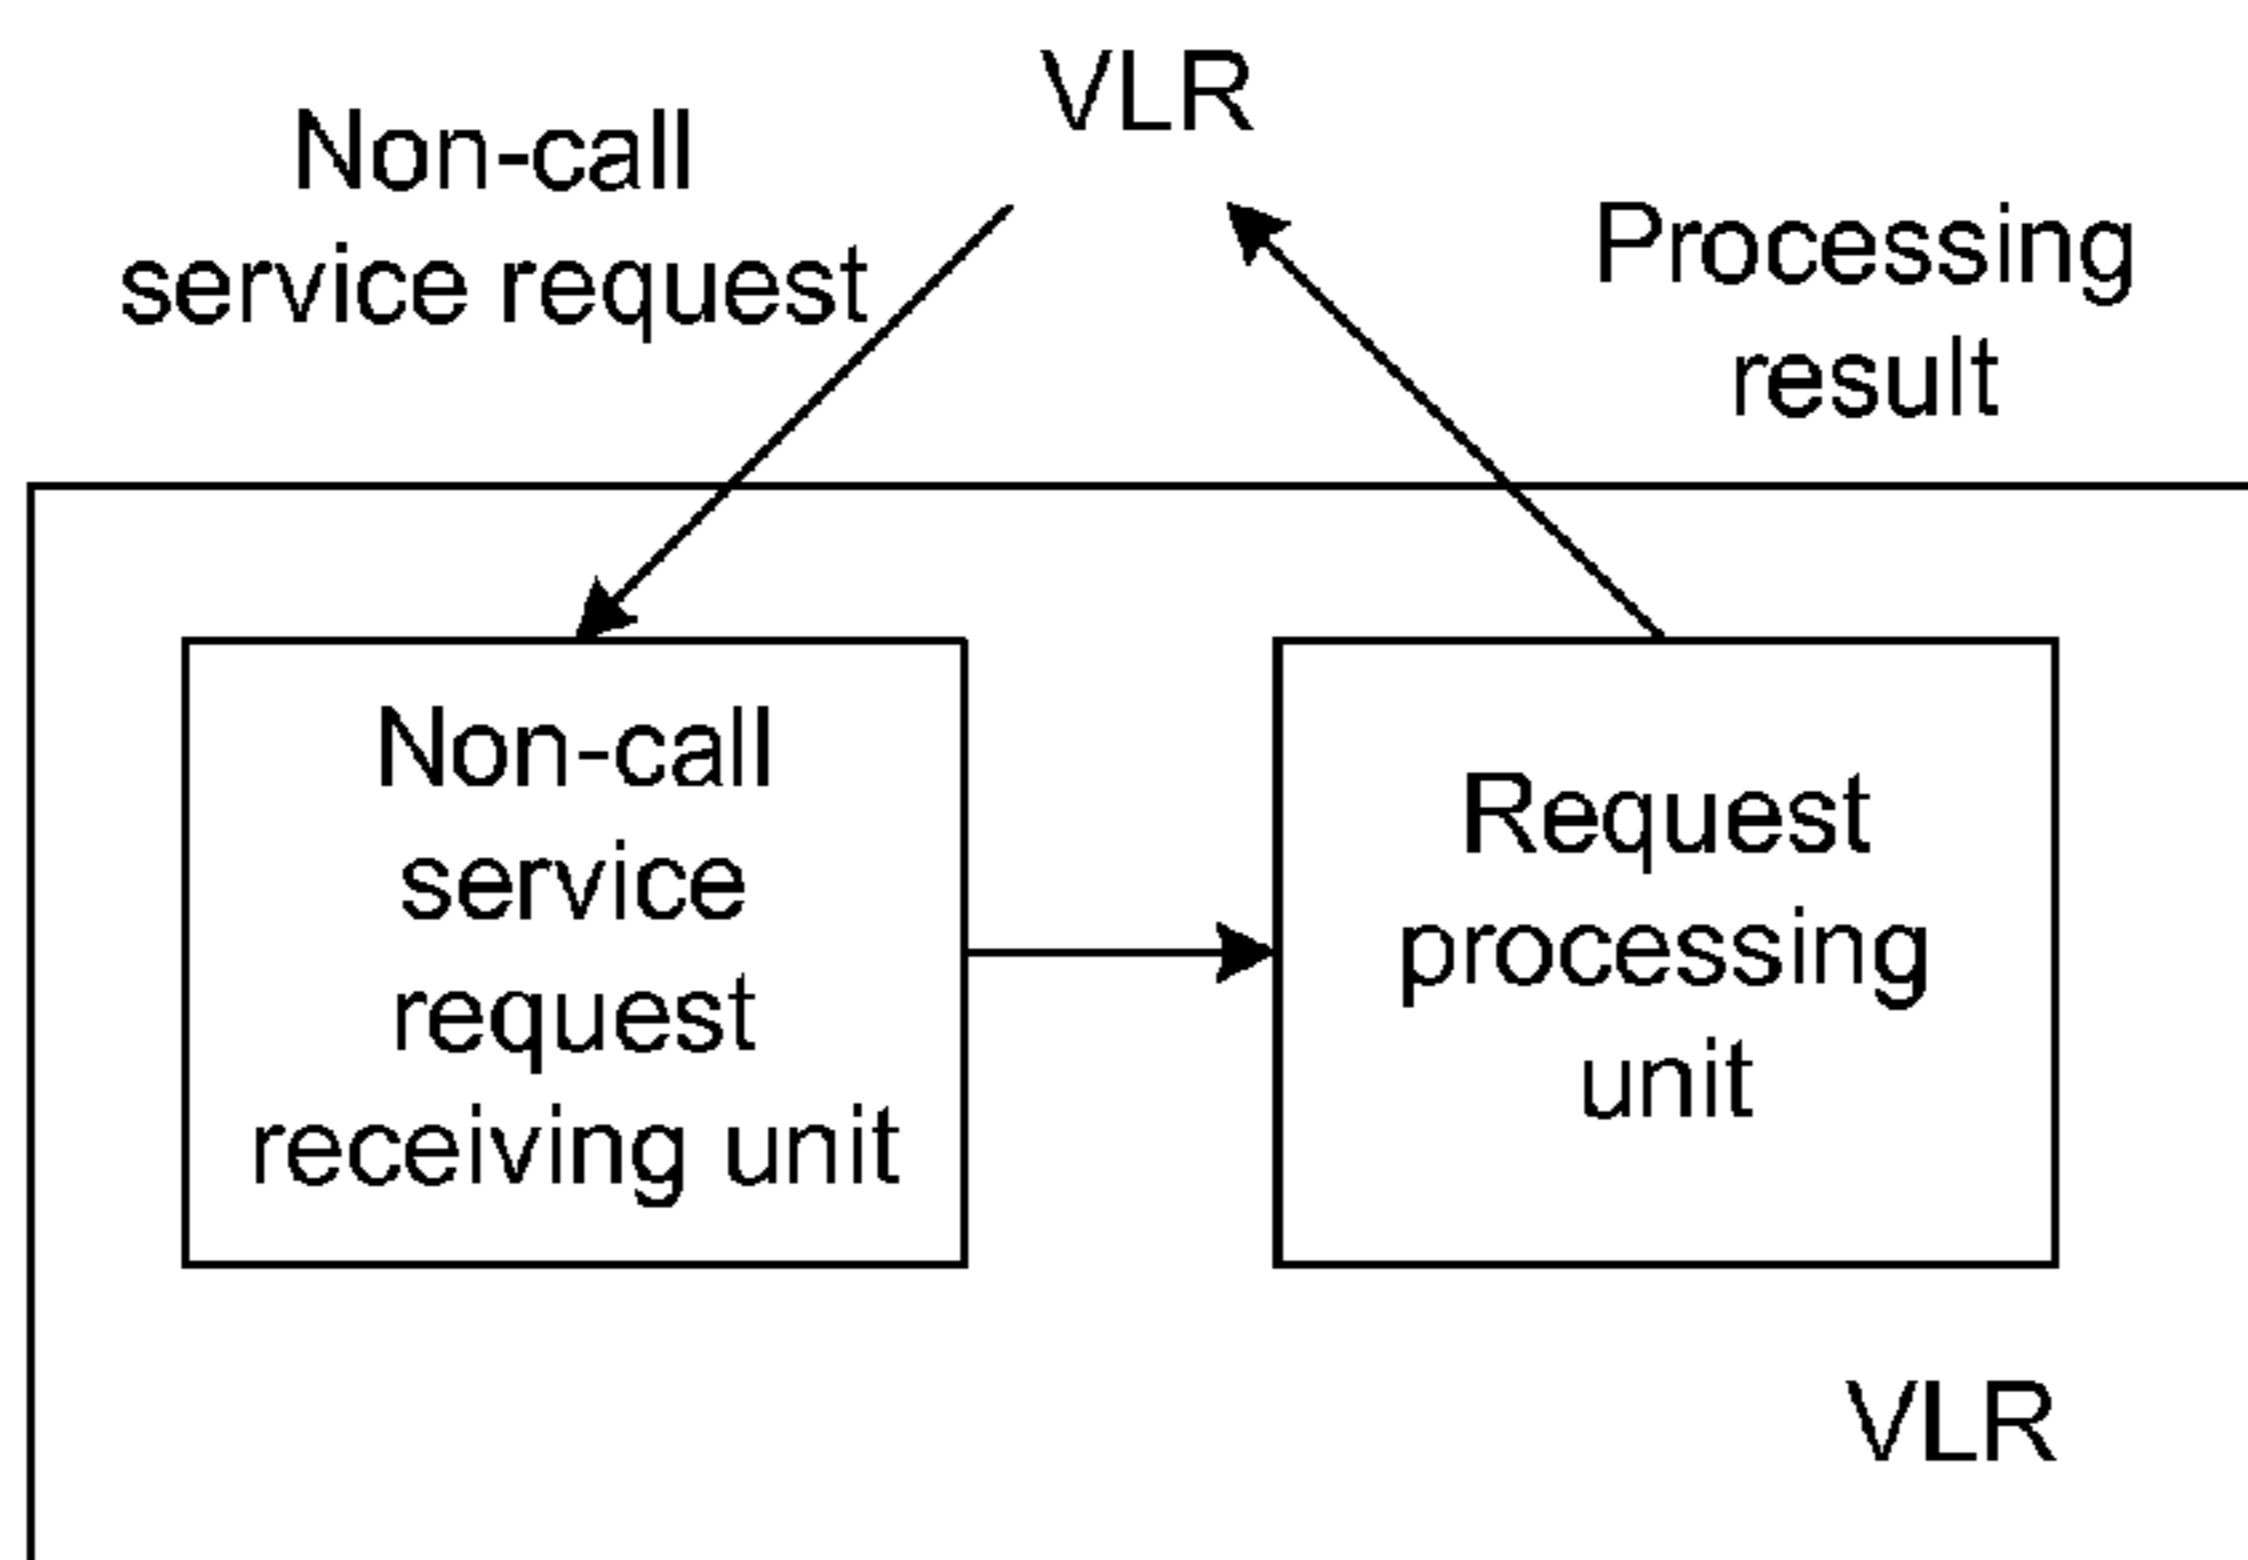 VLR
Non-call
service request
Processing
result
Non-call
service
request
receiving unit
Request
processing
unit
VLR